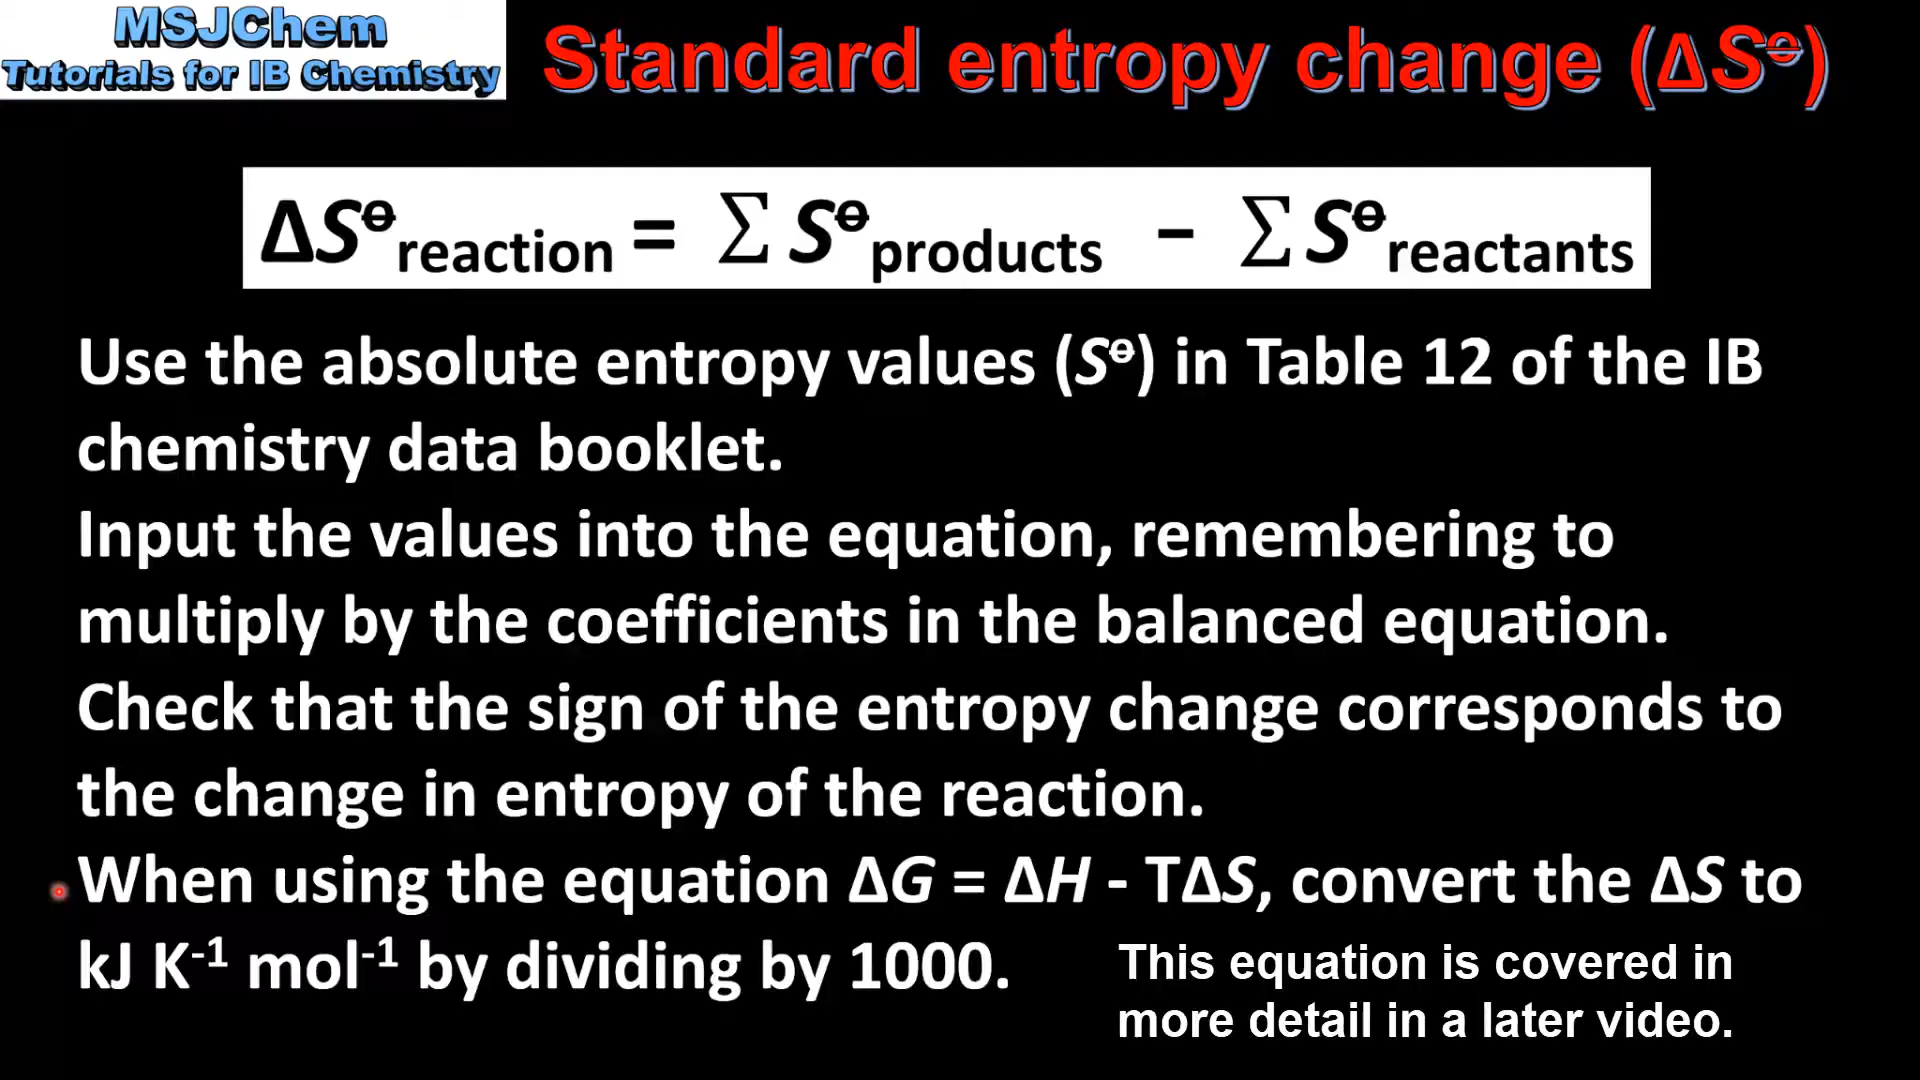 MSJChem
Tutorials for IB Chemistry
Standard entropy change (ΔS⦵)
ΔS⦵reaction = ∑ S⦵products − ∑ S⦵reactants
Use the absolute entropy values (S⦵) in Table 12 of the IB
chemistry data booklet.
Input the values into the equation, remembering to
multiply by the coefficients in the balanced equation.
Check that the sign of the entropy change corresponds to
the change in entropy of the reaction.
When using the equation ΔG = ΔH - TΔS, convert the ΔS to
kJ K⁻¹ mol⁻¹ by dividing by 1000.
This equation is covered in
more detail in a later video.